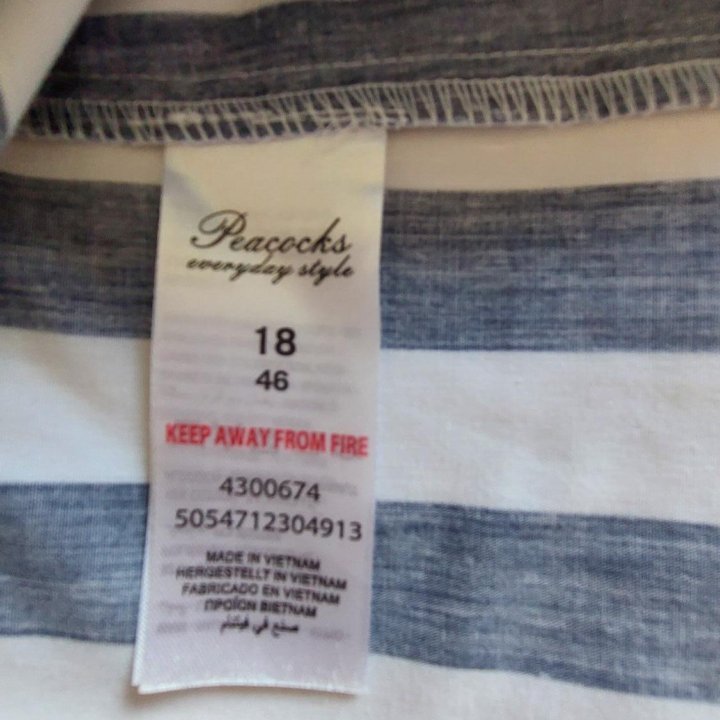 Peacocks
everyday style
18
46
KEEP AWAY FROM FIRE
4300674
5054712304913
MADE IN VIETNAM
HERGESTELLT IN VIETNAM
FABRICADO EN VIETNAM
ΠΡΟΪΟΝ ΒΙΕΤΝΑΜ
صنع في فيتنام